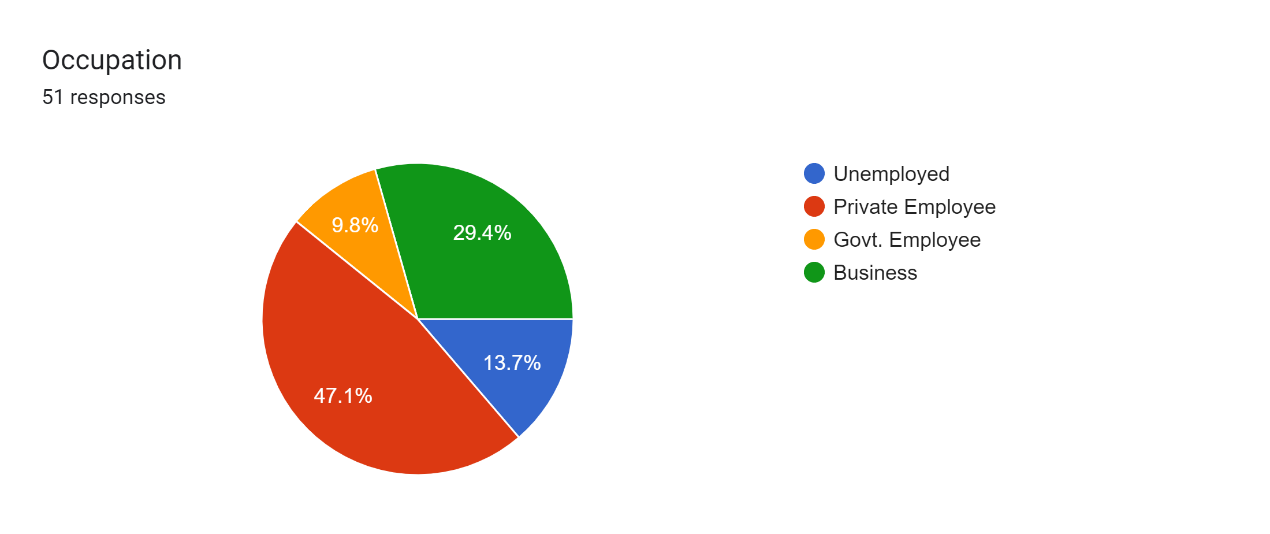 Occupation
51 responses
9.8%
29.4%
13.7%
47.1%
Unemployed
Private Employee
Govt. Employee
Business